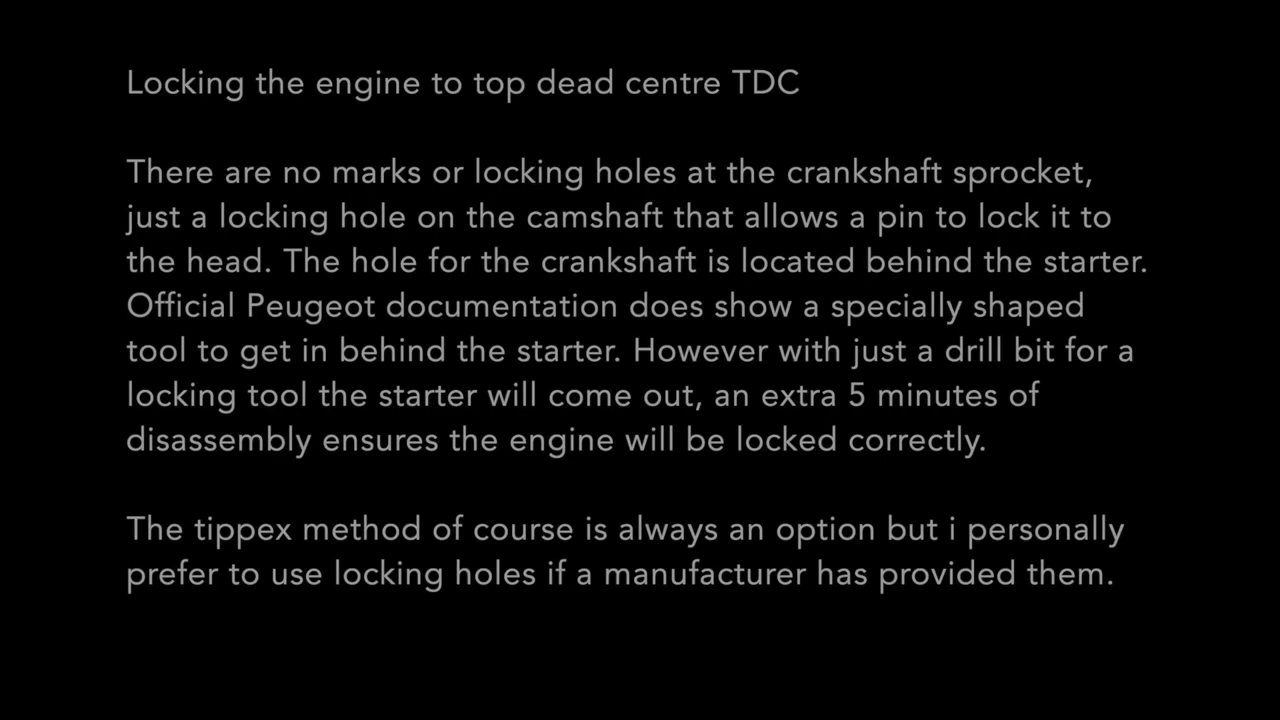 Locking the engine to top dead centre TDC
There are no marks or locking holes at the crankshaft sprocket,
just a locking hole on the camshaft that allows a pin to lock it to
the head. The hole for the crankshaft is located behind the starter.
Official Peugeot documentation does show a specially shaped
tool to get in behind the starter. However with just a drill bit for a
locking tool the starter will come out, an extra 5 minutes of
disassembly ensures the engine will be locked correctly.
The tippex method of course is always an option but i personally
prefer to use locking holes if a manufacturer has provided them.